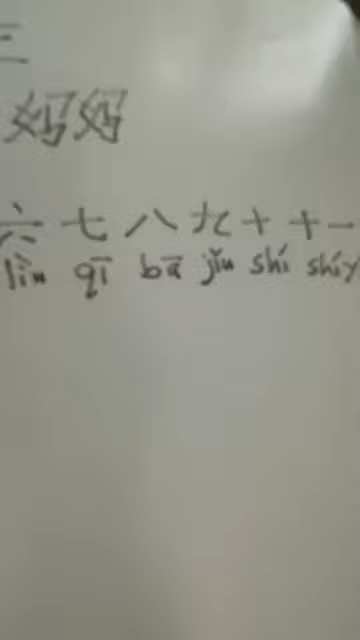 三
妈妈
六 七 八 九 十 十一
liù qī bā jiǔ shí shíy